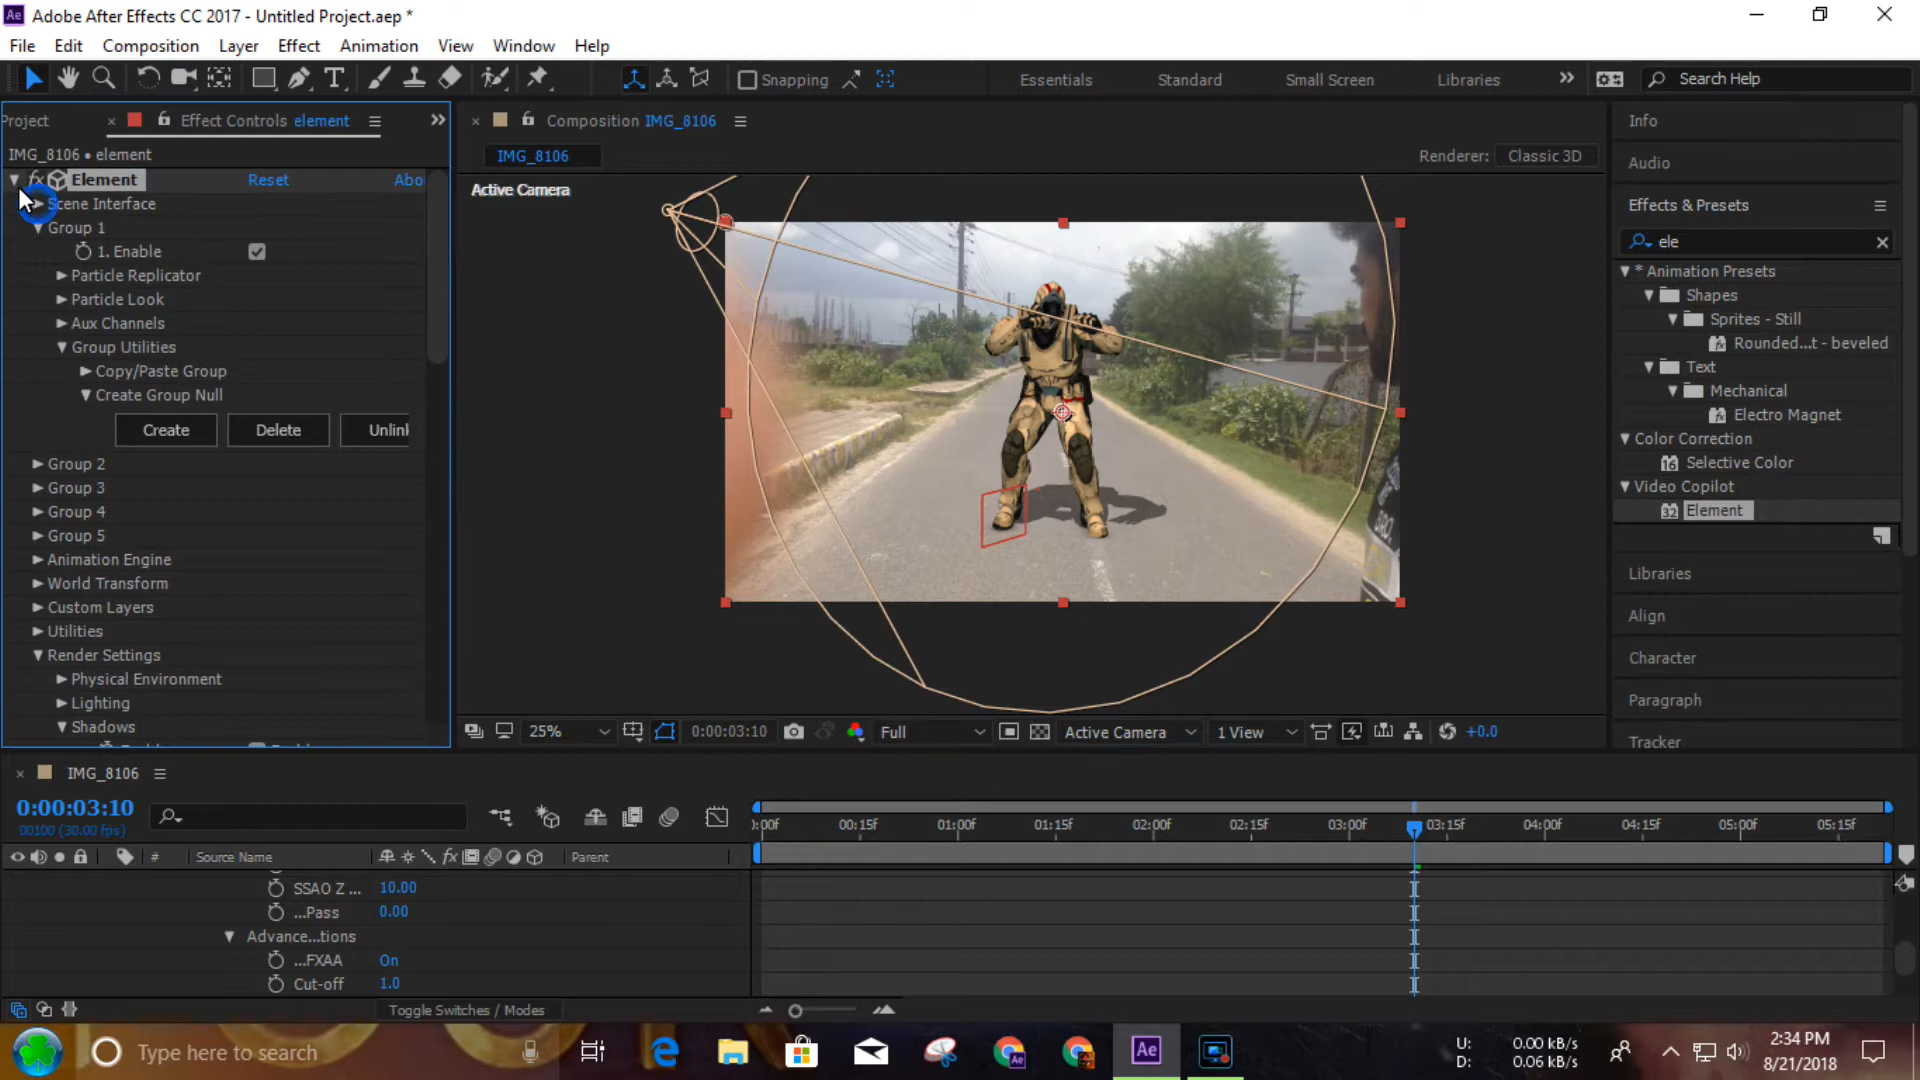 Adobe After Effects CC 2017 - Untitled Project.aep *
File Edit Composition Layer Effect Animation View Window Help
Snapping Essentials Standard Small Screen Libraries Search Help
Project Effect Controls element
IMG_8106 • element
Element Reset Abo
Scene Interface
Group 1
1. Enable
Particle Replicator
Particle Look
Aux Channels
Group Utilities
Copy/Paste Group
Create Group Null
Create Delete Unlink
Group 2
Group 3
Group 4
Group 5
Animation Engine
World Transform
Custom Layers
Utilities
Render Settings
Physical Environment
Lighting
Shadows
Composition IMG_8106
IMG_8106 Renderer: Classic 3D
Active Camera
25% 0:00:03:10 Full Active Camera 1 View +0.0
Info
Audio
Effects & Presets
ele
* Animation Presets
Shapes
Sprites - Still
Rounded...t - beveled
Text
Mechanical
Electro Magnet
Color Correction
Selective Color
Video Copilot
Element
Libraries
Align
Character
Paragraph
Tracker
IMG_8106
0:00:03:10
00100 (30.00 fps)
:00f 00:15f 01:00f 01:15f 02:00f 02:15f 03:00f 03:15f 04:00f 04:15f 05:00f 05:15f
# Source Name Parent
SSAO Z ... 10.00
...Pass 0.00
Advance...tions
...FXAA On
Cut-off 1.0
Toggle Switches / Modes
Type here to search
U: 0.00 kB/s
D: 0.06 kB/s
2:34 PM
8/21/2018